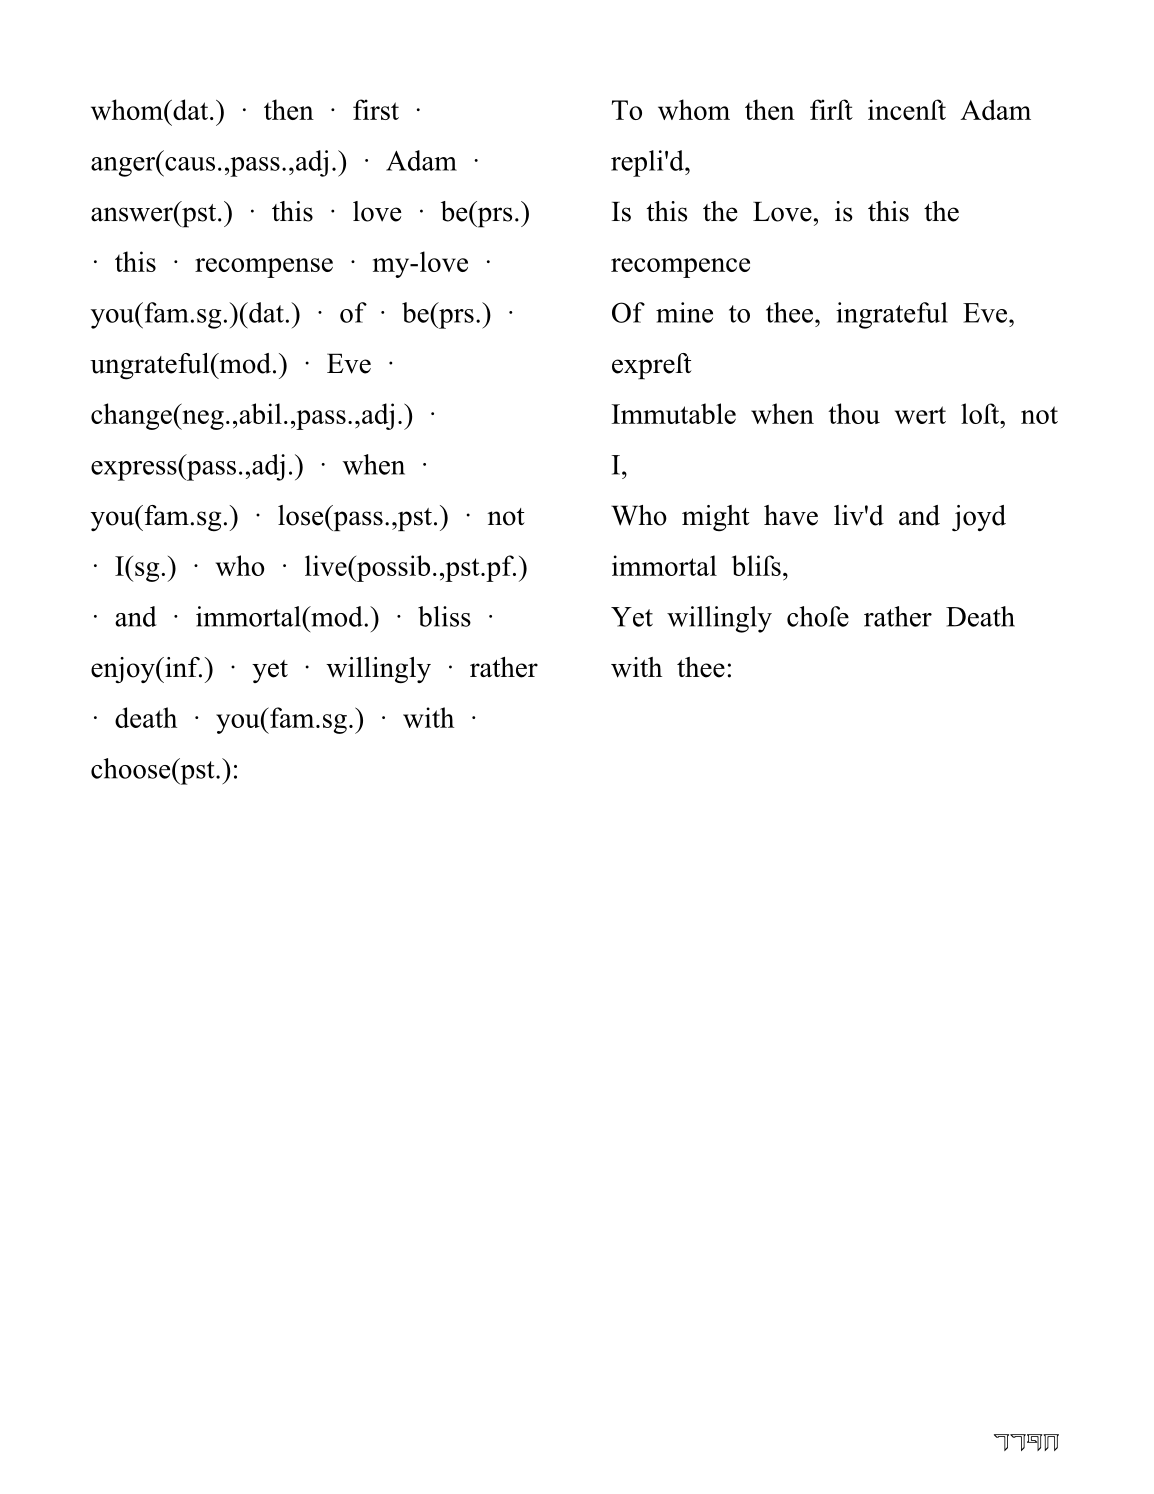 whom(dat.) · then · first ·
anger(caus.,pass.,adj.) · Adam ·
answer(pst.) · this · love · be(prs.)
· this · recompense · my-love ·
you(fam.sg.)(dat.) · of · be(prs.) ·
ungrateful(mod.) · Eve ·
change(neg.,abil.,pass.,adj.) ·
express(pass.,adj.) · when ·
you(fam.sg.) · lose(pass.,pst.) · not
· I(sg.) · who · live(possib.,pst.pf.)
· and · immortal(mod.) · bliss ·
enjoy(inf.) · yet · willingly · rather
· death · you(fam.sg.) · with ·
choose(pst.):
To whom then firſt incenſt Adam
repli'd,
Is this the Love, is this the
recompence
Of mine to thee, ingrateful Eve,
expreſt
Immutable when thou wert loſt, not
I,
Who might have liv'd and joyd
immortal bliſs,
Yet willingly choſe rather Death
with thee: